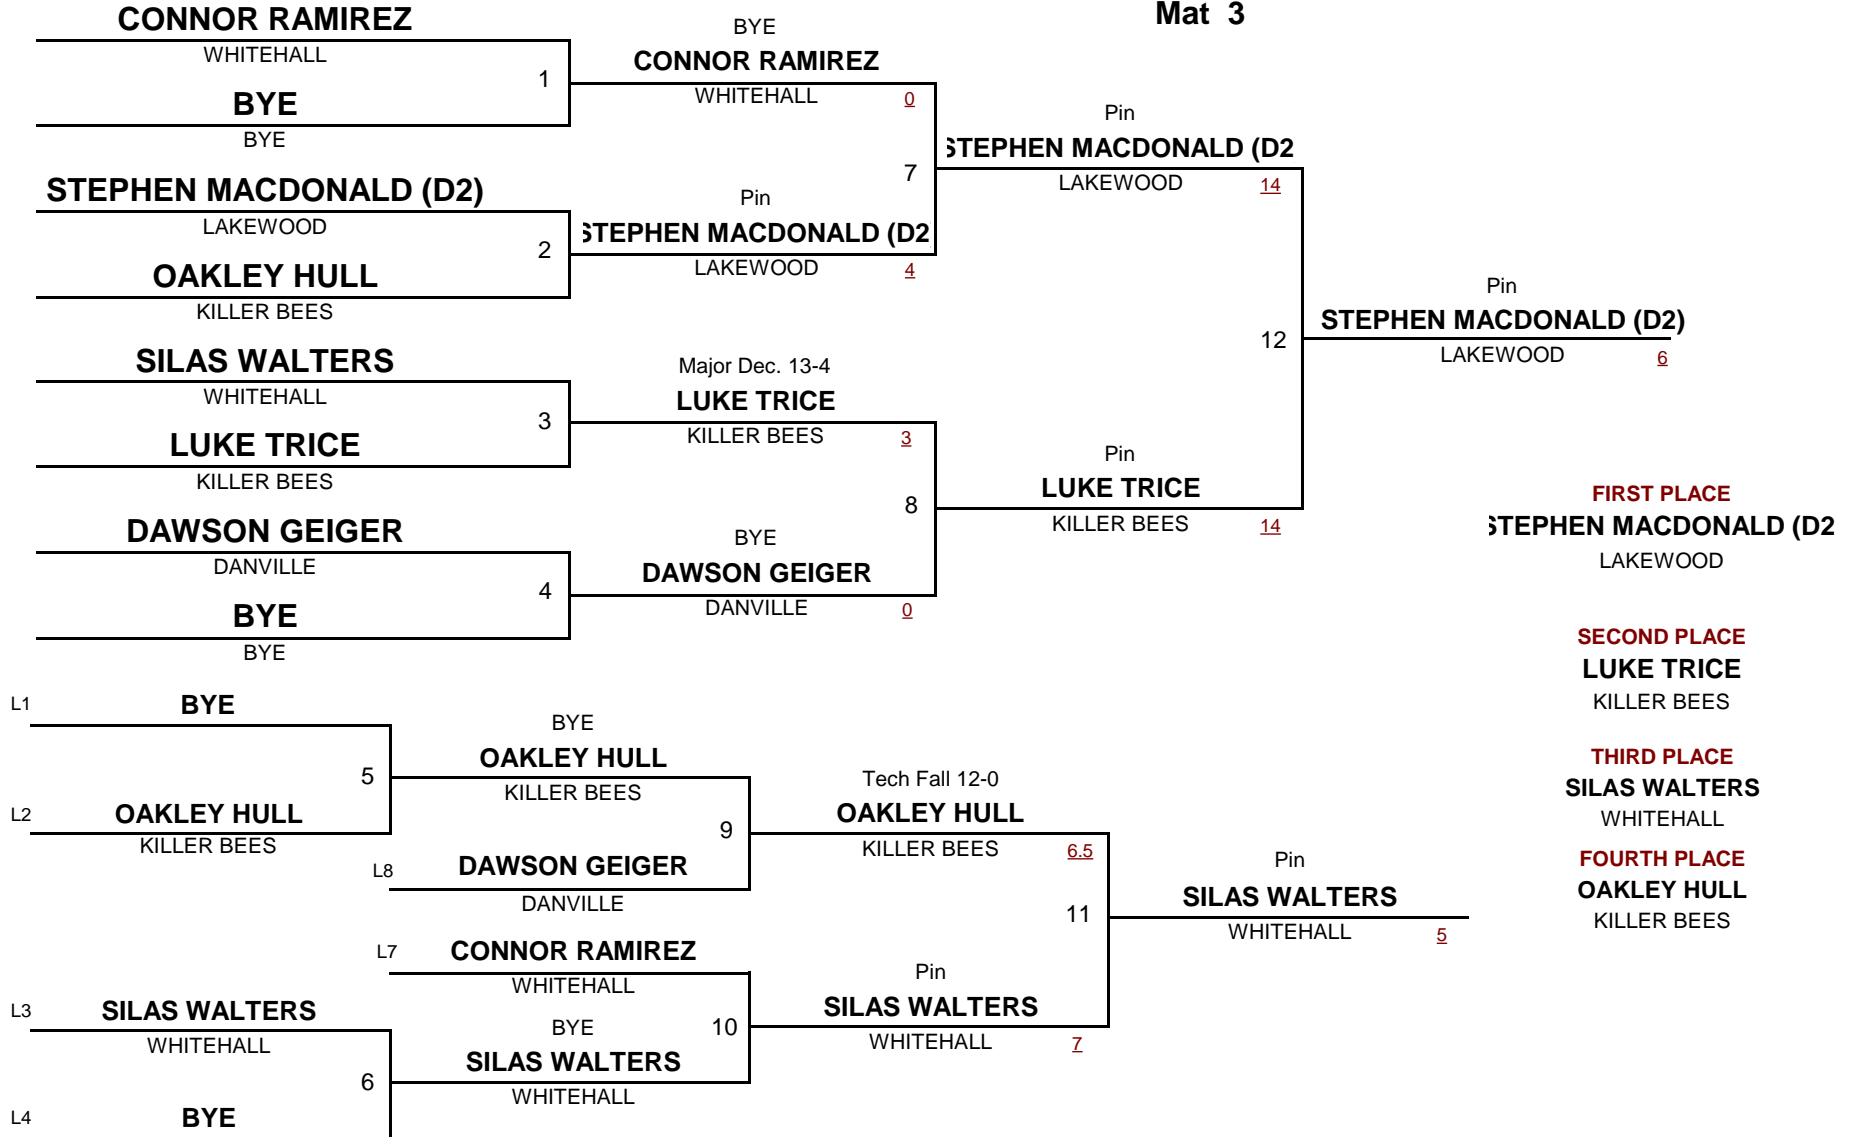 Mat 3
CONNOR RAMIREZ
WHITEHALL
1
BYE
BYE
STEPHEN MACDONALD (D2)
LAKEWOOD
2
OAKLEY HULL
KILLER BEES
SILAS WALTERS
WHITEHALL
3
LUKE TRICE
KILLER BEES
DAWSON GEIGER
DANVILLE
4
BYE
BYE
BYE
CONNOR RAMIREZ
WHITEHALL
0
7
Pin
STEPHEN MACDONALD (D2
LAKEWOOD
4
Major Dec. 13-4
LUKE TRICE
KILLER BEES
3
8
BYE
DAWSON GEIGER
DANVILLE
0
Pin
STEPHEN MACDONALD (D2
LAKEWOOD
14
12
Pin
LUKE TRICE
KILLER BEES
14
Pin
STEPHEN MACDONALD (D2)
LAKEWOOD
6
FIRST PLACE
STEPHEN MACDONALD (D2
LAKEWOOD
SECOND PLACE
LUKE TRICE
KILLER BEES
THIRD PLACE
SILAS WALTERS
WHITEHALL
FOURTH PLACE
OAKLEY HULL
KILLER BEES
L1
BYE
5
L2
OAKLEY HULL
KILLER BEES
L3
SILAS WALTERS
WHITEHALL
6
L4
BYE
BYE
OAKLEY HULL
KILLER BEES
9
L8
DAWSON GEIGER
DANVILLE
L7
CONNOR RAMIREZ
WHITEHALL
10
BYE
SILAS WALTERS
WHITEHALL
Tech Fall 12-0
OAKLEY HULL
KILLER BEES
6.5
11
Pin
SILAS WALTERS
WHITEHALL
7
Pin
SILAS WALTERS
WHITEHALL
5